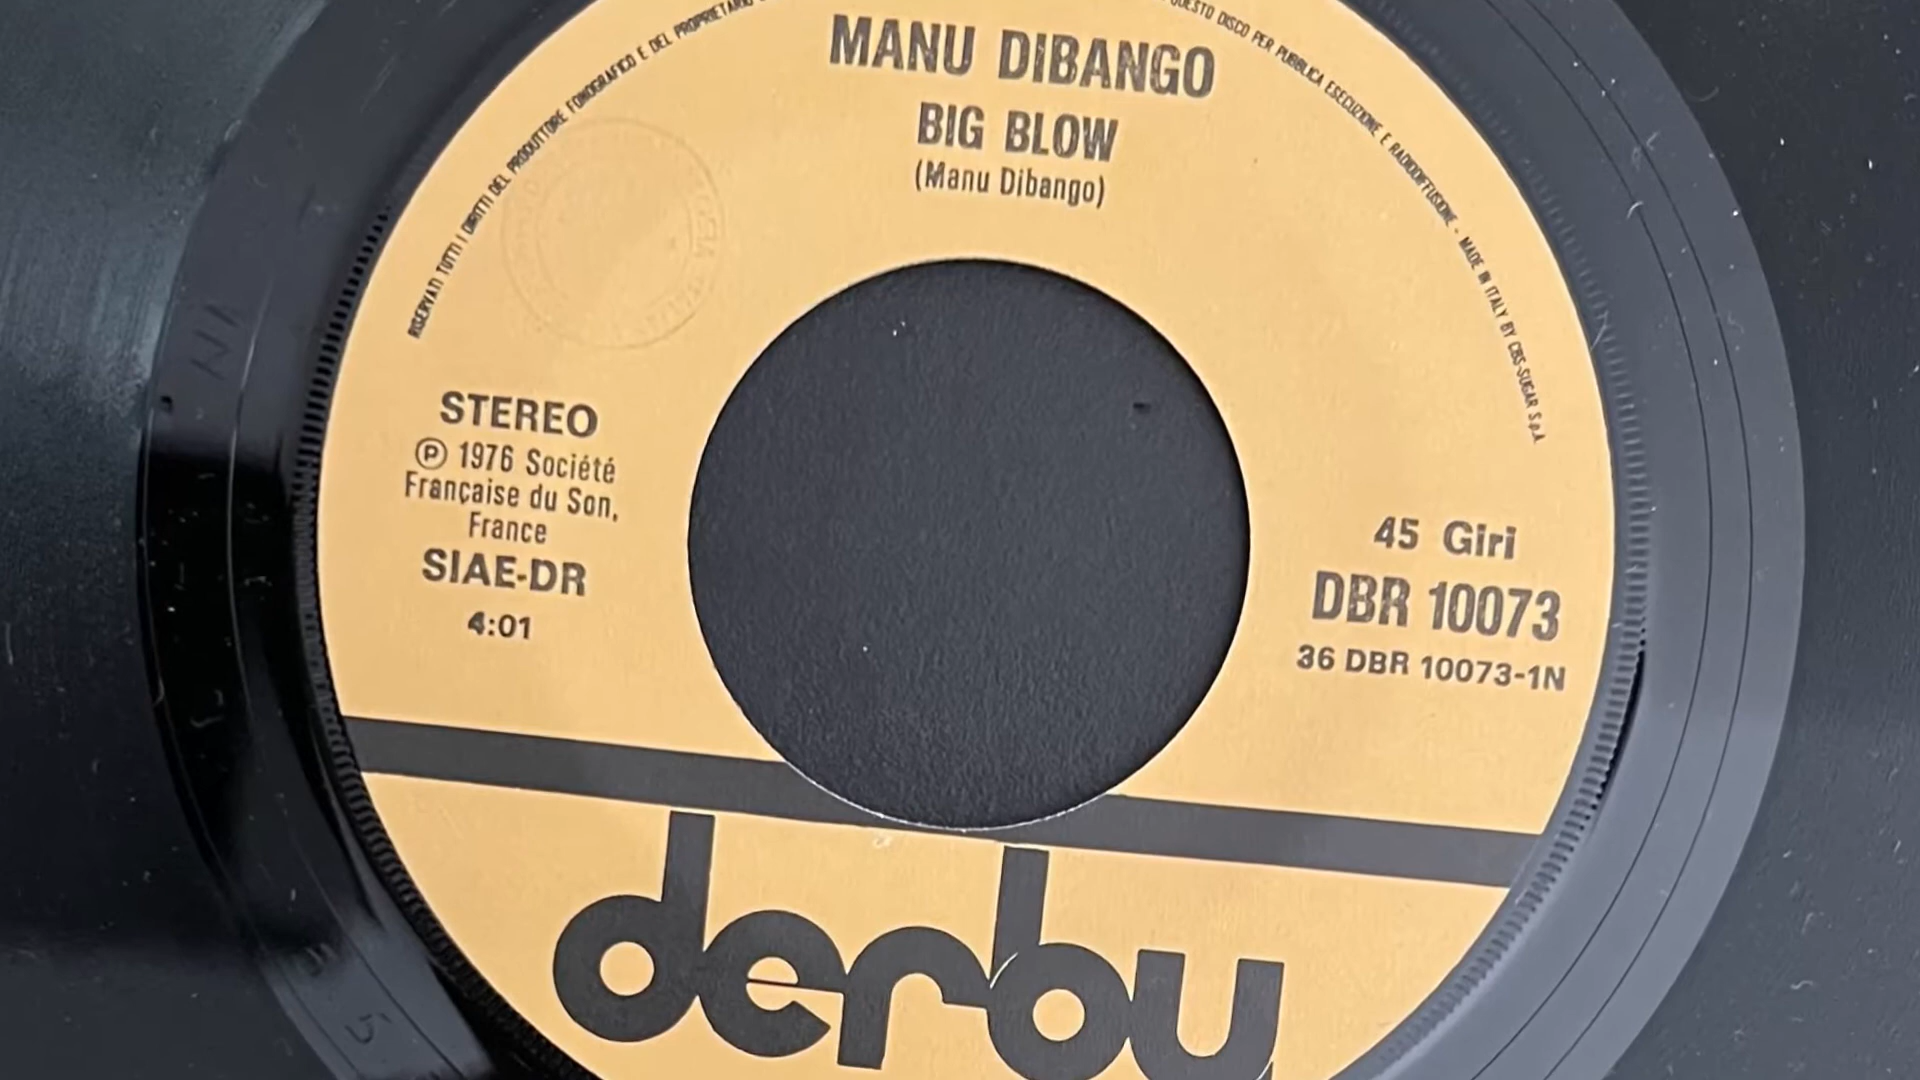 RISERVATI TUTTI I DIRITTI DEL PRODUTTORE FONOGRAFICO E DEL PROPRIETARIO
QUESTO DISCO PER PUBBLICA ESECUZIONE E RADIODIFFUSIONE - MADE IN ITALY BY CBS-SUGAR S.p.A.
MANU DIBANGO
BIG BLOW
(Manu Dibango)
STEREO
℗ 1976 Société
Française du Son,
France
SIAE-DR
4:01
45 Giri
DBR 10073
36 DBR 10073-1N
derby